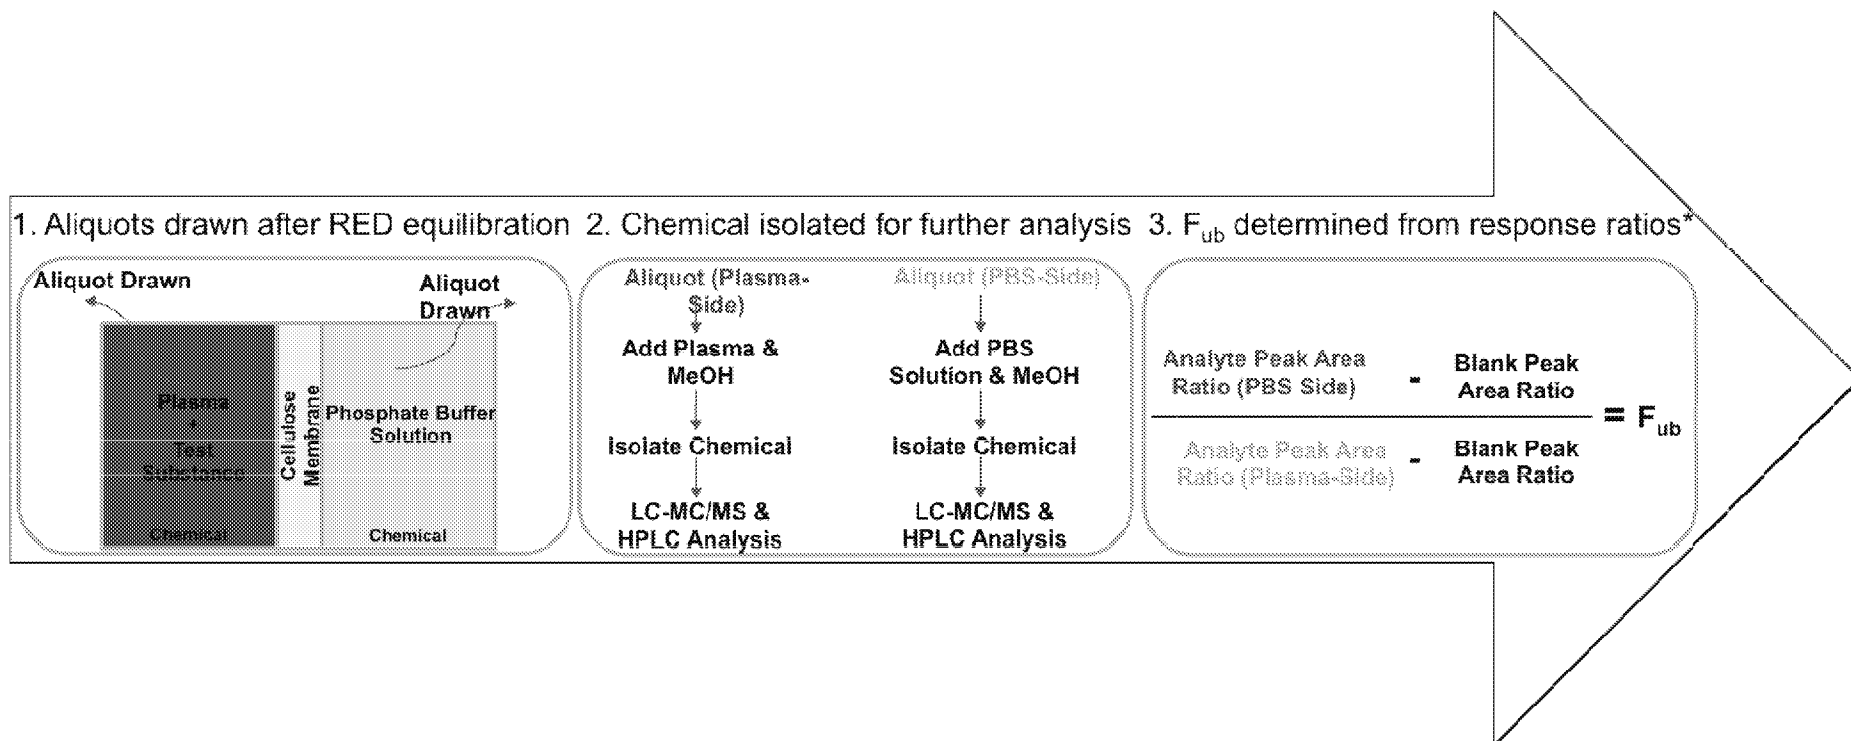 1. Aliquots drawn after RED equilibration
Aliquot Drawn
Aliquot
Drawn
Plasma
+
Test
Substance
Chemical
Cellulose
Membrane
Phosphate Buffer
Solution
Chemical
2. Chemical isolated for further analysis
Aliquot (Plasma-
Side)
Add Plasma &
MeOH
Isolate Chemical
LC-MC/MS &
HPLC Analysis
Aliquot (PBS-Side)
Add PBS
Solution & MeOH
Isolate Chemical
LC-MC/MS &
HPLC Analysis
3. Fub determined from response ratios*
Analyte Peak Area
Ratio (PBS Side)
-
Blank Peak
Area Ratio
Analyte Peak Area
Ratio (Plasma-Side)
-
Blank Peak
Area Ratio
= Fub